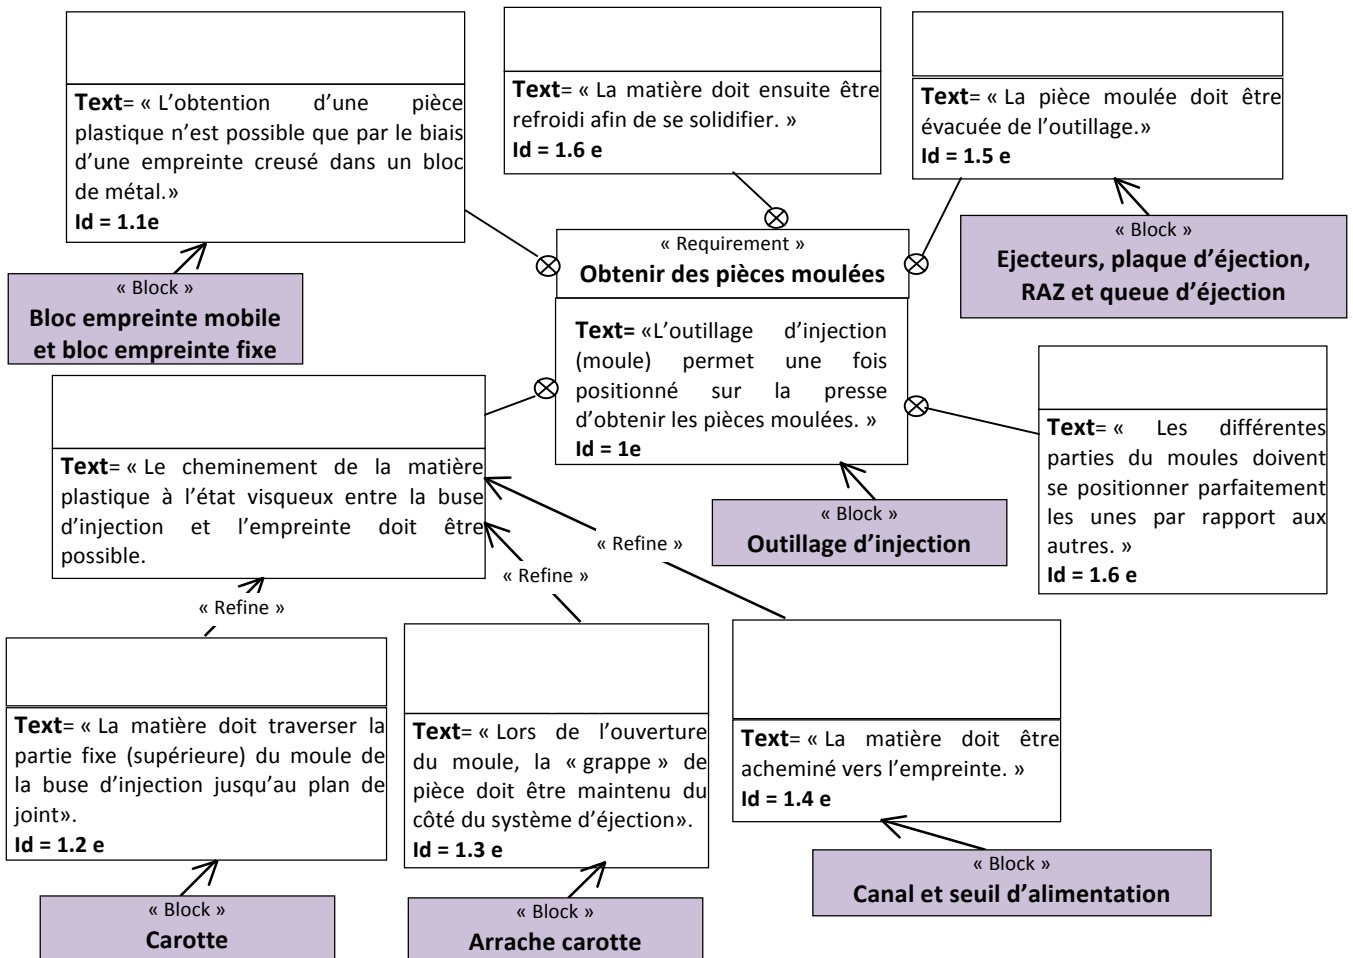 Text= « L'obtention d'une pièce
plastique n'est possible que par le biais
d'une empreinte creusé dans un bloc
de métal.»
Id = 1.1e
Text= « La matière doit ensuite être
refroidi afin de se solidifier. »
Id = 1.6 e
Text= « La pièce moulée doit être
évacuée de l'outillage.»
Id = 1.5 e
« Block »
Bloc empreinte mobile
et bloc empreinte fixe
« Requirement »
Obtenir des pièces moulées
Text= «L'outillage d'injection
(moule) permet une fois
positionné sur la presse
d'obtenir les pièces moulées. »
Id = 1e
« Block »
Ejecteurs, plaque d'éjection,
RAZ et queue d'éjection
Text= « Le cheminement de la matière
plastique à l'état visqueux entre la buse
d'injection et l'empreinte doit être
possible.
« Block »
Outillage d'injection
Text= « Les différentes
parties du moules doivent
se positionner parfaitement
les unes par rapport aux
autres. »
Id = 1.6 e
« Refine »
« Refine »
« Refine »
Text= « La matière doit traverser la
partie fixe (supérieure) du moule de
la buse d'injection jusqu'au plan de
joint».
Id = 1.2 e
Text= « Lors de l'ouverture
du moule, la « grappe » de
pièce doit être maintenu du
côté du système d'éjection».
Id = 1.3 e
Text= « La matière doit être
acheminé vers l'empreinte. »
Id = 1.4 e
« Block »
Carotte
« Block »
Arrache carotte
« Block »
Canal et seuil d'alimentation